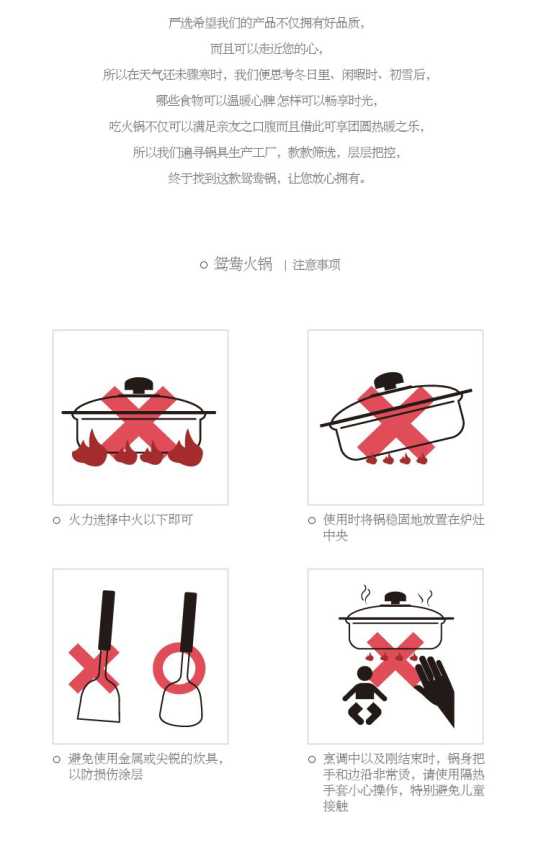 严选希望我们的产品不仅拥有好品质，
而且可以走近您的心，
所以在天气还未骤寒时，我们便思考冬日里、闲暇时、初雪后，
哪些食物可以温暖心脾 怎样可以畅享时光，
吃火锅不仅可以满足亲友之口腹而且借此可享团圆热暖之乐，
所以我们遍寻锅具生产工厂，款款筛选，层层把控，
终于找到这款鸳鸯锅，让您放心拥有。
鸳鸯火锅 | 注意事项
火力选择中火以下即可
使用时将锅稳固地放置在炉灶
中央
避免使用金属或尖锐的炊具，
以防损伤涂层
烹调中以及刚结束时，锅身把
手和边沿非常烫，请使用隔热
手套小心操作，特别避免儿童
接触